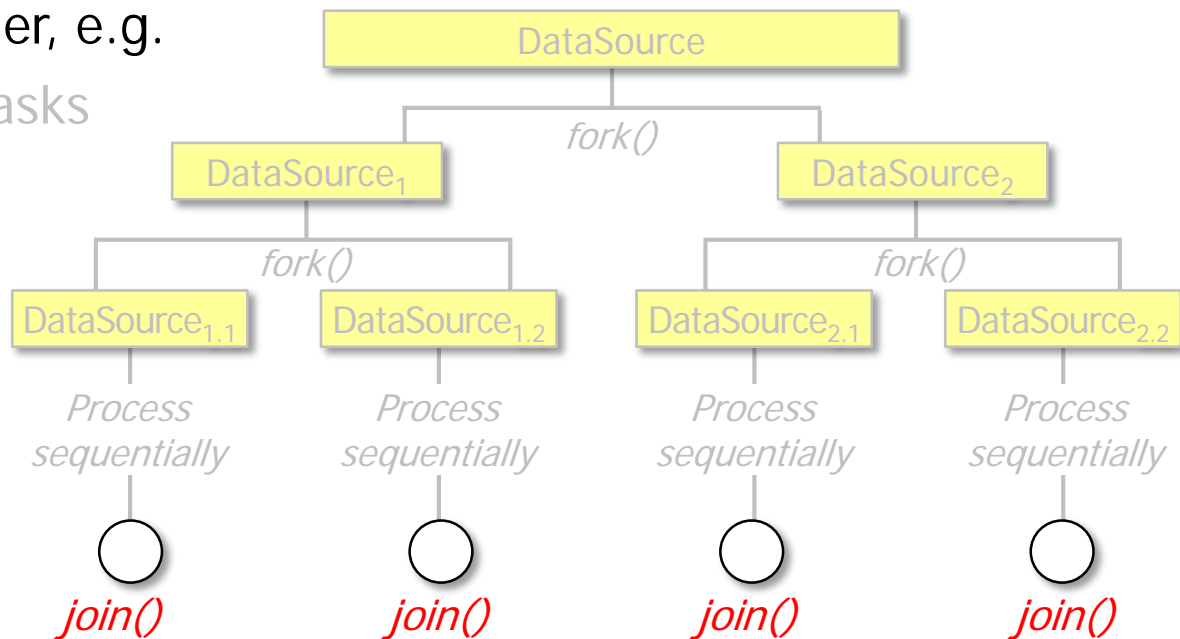 er, e.g.
asks
DataSource
fork()
DataSource₁ DataSource₂
fork() fork()
DataSource₁.₁ DataSource₁.₂ DataSource₂.₁ DataSource₂.₂
Process Process Process Process
sequentially sequentially sequentially sequentially
join() join() join() join()